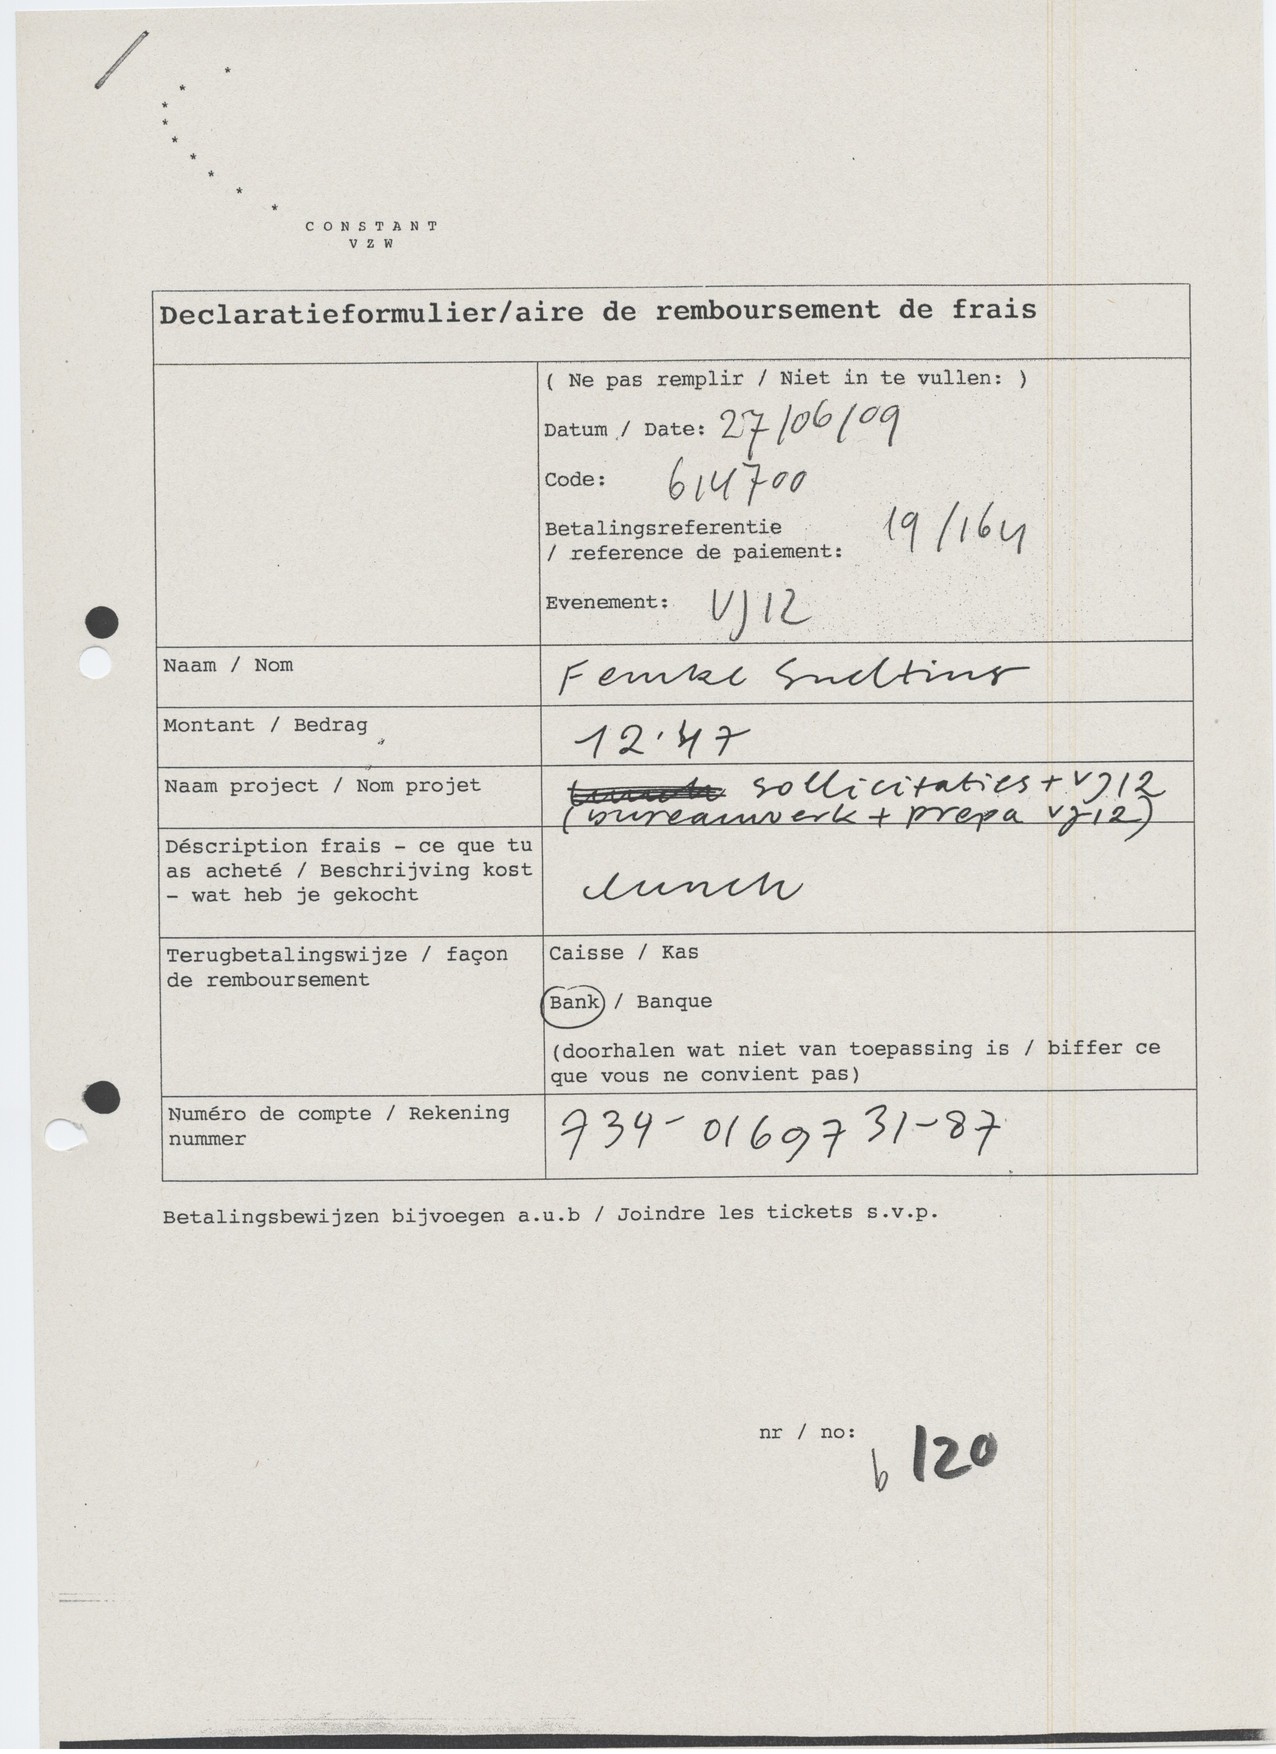 CONSTANT
VZW
Declaratieformulier/aire de remboursement de frais
( Ne pas remplir / Niet in te vullen: )
Datum / Date: 27/06/09
Code: 614700
Betalingsreferentie
/ reference de paiement: 19/164
Evenement: VJ12
Naam / Nom Femke Snelting
Montant / Bedrag 12.47
Naam project / Nom projet sollicitaties + VJ12
(bureauwerk + prepa VJ12)
Déscription frais - ce que tu
as acheté / Beschrijving kost
- wat heb je gekocht
lunch
Terugbetalingswijze / façon
de remboursement
Caisse / Kas
Bank / Banque
(doorhalen wat niet van toepassing is / biffer ce
que vous ne convient pas)
Numéro de compte / Rekening
nummer
734-0169731-87
Betalingsbewijzen bijvoegen a.u.b / Joindre les tickets s.v.p.
nr / no: b 120